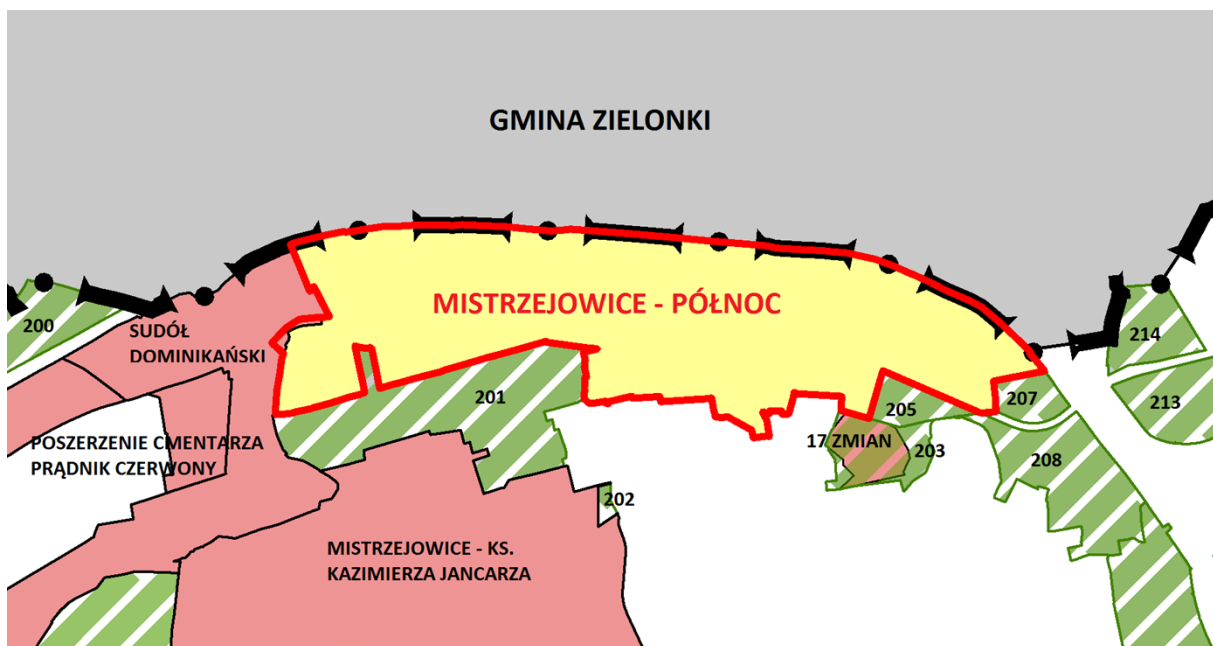 GMINA ZIELONKI
MISTRZEJOWICE - PÓŁNOC
200
SUDÓŁ
DOMINIKAŃSKI
214
213
201
205
207
POSZERZENIE CMENTARZA
PRĄDNIK CZERWONY
17 ZMIAN
203
208
202
MISTRZEJOWICE - KS.
KAZIMIERZA JANCARZA